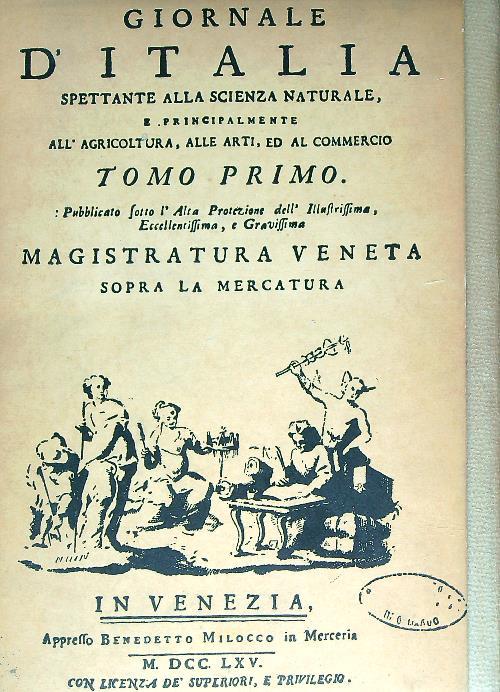 GIORNALE
D'ITALIA
SPETTANTE ALLA SCIENZA NATURALE,
E PRINCIPALMENTE
ALL' AGRICOLTURA, ALLE ARTI, ED AL COMMERCIO
TOMO PRIMO.
: Pubblicato ſotto l' Alta Protezione dell' Illuſtriſſima,
Eccellentiſſima, e Graviſſima
MAGISTRATURA VENETA
SOPRA LA MERCATURA
IN VENEZIA,
Appreſſo BENEDETTO MILOCCO in Merceria
M. DCC. LXV.
CON LICENZA DE' SUPERIORI, E PRIVILEGIO.